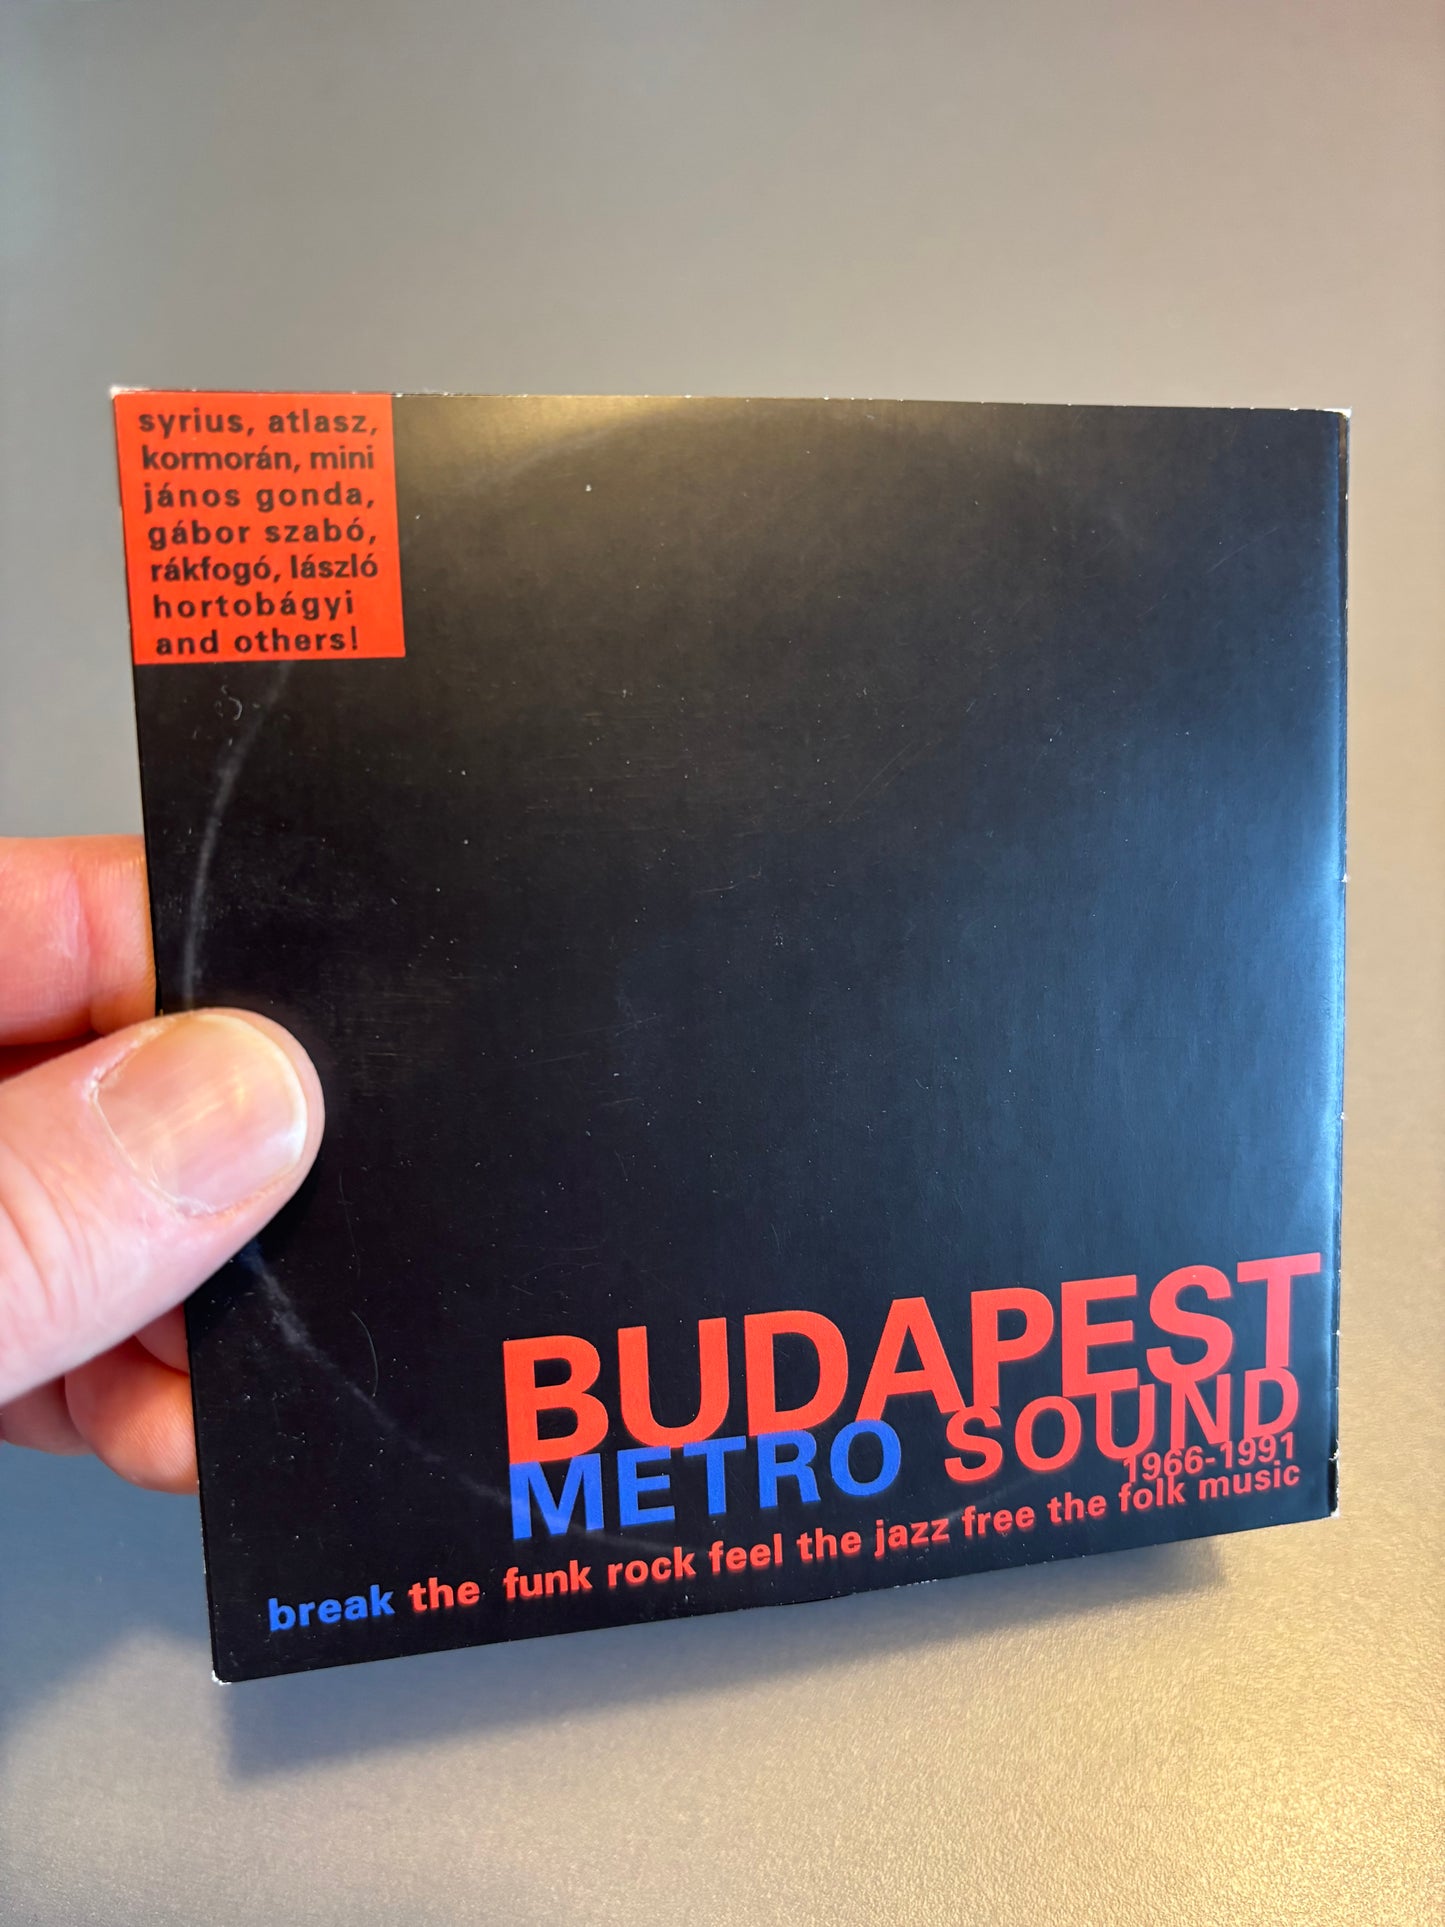 syrius, atlasz,
kormorán, mini
jános gonda,
gábor szabó,
rákfogó, lászló
hortobágyi
and others!
BUDAPEST
METRO SOUND
1966-1991
break the funk rock feel the jazz free the folk music